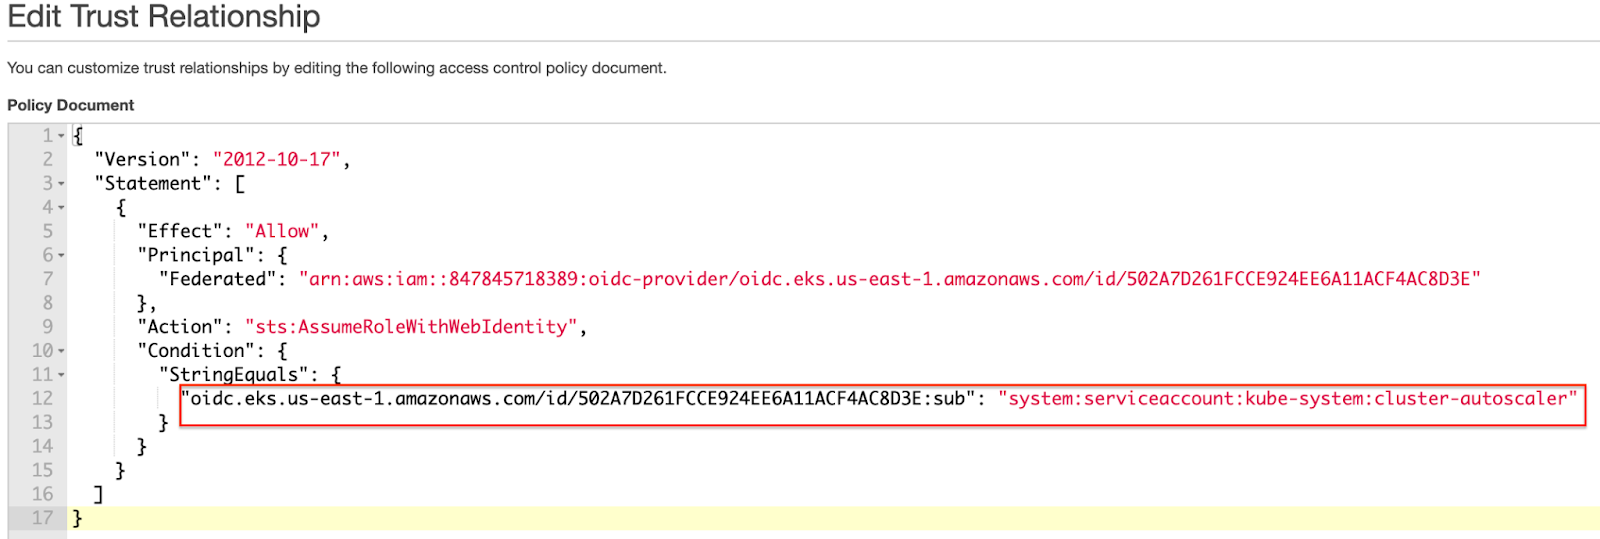 Edit Trust Relationship
You can customize trust relationships by editing the following access control policy document.
Policy Document
1 {
2 "Version": "2012-10-17",
3 "Statement": [
4 {
5 "Effect": "Allow",
6 "Principal": {
7 "Federated": "arn:aws:iam::847845718389:oidc-provider/oidc.eks.us-east-1.amazonaws.com/id/502A7D261FCCE924EE6A11ACF4AC8D3E"
8 },
9 "Action": "sts:AssumeRoleWithWebIdentity",
10 "Condition": {
11 "StringEquals": {
12 "oidc.eks.us-east-1.amazonaws.com/id/502A7D261FCCE924EE6A11ACF4AC8D3E:sub": "system:serviceaccount:kube-system:cluster-autoscaler"
13 }
14 }
15 }
16 ]
17 }